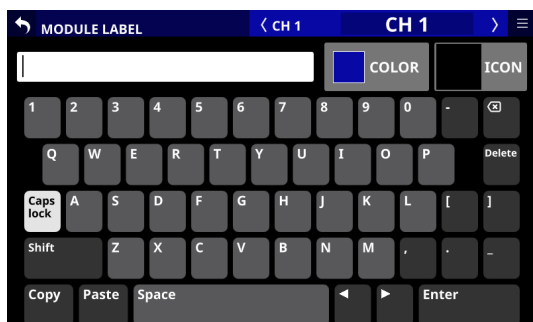 MODULE LABEL CH 1 CH 1
COLOR ICON
1 2 3 4 5 6 7 8 9 0 -
Q W E R T Y U I O P Delete
Caps lock A S D F G H J K L [ ]
Shift Z X C V B N M , . _
Copy Paste Space Enter